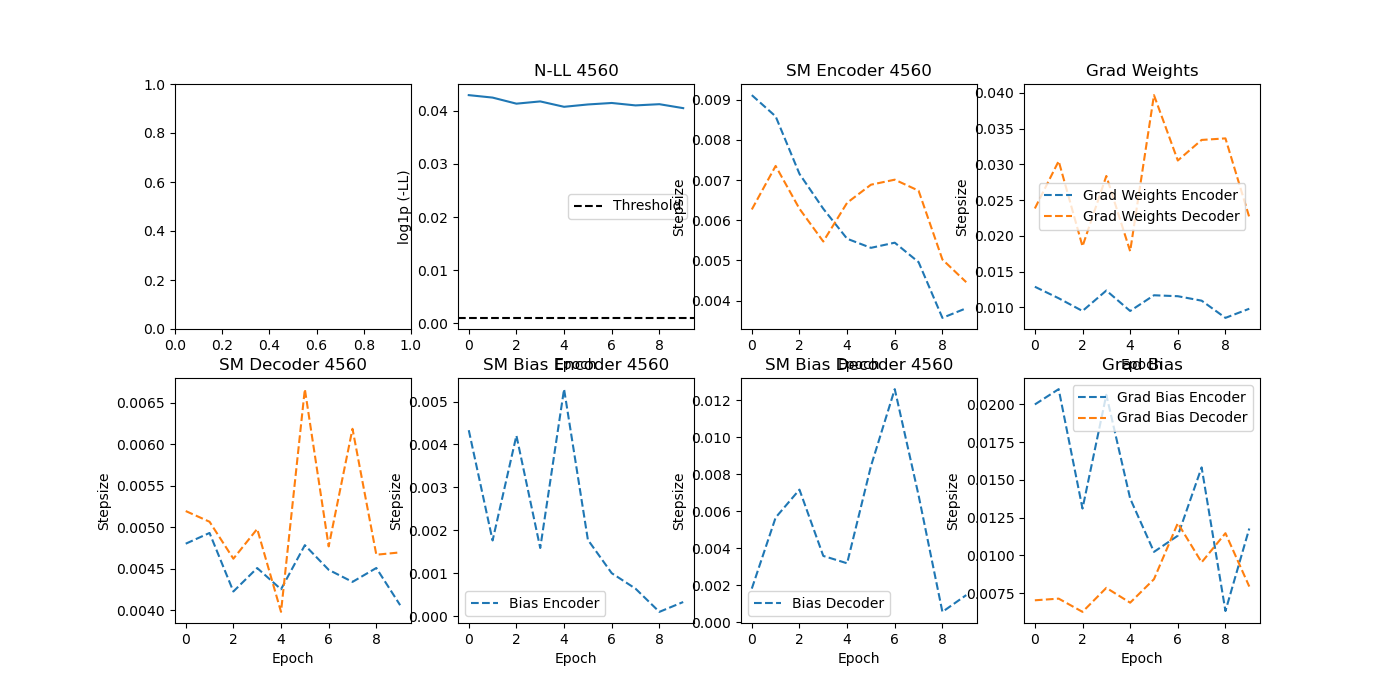 N-LL 4560
SM Encoder 4560
Grad Weights
1.0
0.8
0.6
0.4
0.2
0.0
0.0 0.2 0.4 0.6 0.8 1.0
log1p (-LL)
0.04
0.03
0.02
0.01
0.00
Threshold
0 2 4 6 8
Epoch
Stepsize
0.009
0.008
0.007
0.006
0.005
0.004
0 2 4 6 8
Epoch
Stepsize
0.040
0.035
0.030
0.025
0.020
0.015
0.010
Grad Weights Encoder
Grad Weights Decoder
0 2 4 6 8
Epoch
SM Decoder 4560
SM Bias Encoder 4560
SM Bias Decoder 4560
Grad Bias
Stepsize
0.0065
0.0060
0.0055
0.0050
0.0045
0.0040
0 2 4 6 8
Epoch
Stepsize
0.005
0.004
0.003
0.002
0.001
0.000
Bias Encoder
0 2 4 6 8
Epoch
Stepsize
0.012
0.010
0.008
0.006
0.004
0.002
0.000
Bias Decoder
0 2 4 6 8
Epoch
Stepsize
0.0200
0.0175
0.0150
0.0125
0.0100
0.0075
Grad Bias Encoder
Grad Bias Decoder
0 2 4 6 8
Epoch